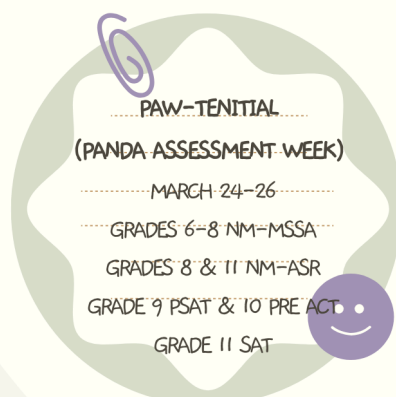 PAW-TENITIAL
(PANDA ASSESSMENT WEEK)
MARCH 24-26
GRADES 6-8 NM-MSSA
GRADES 8 & 11 NM-ASR
GRADE 9 PSAT & 10 PRE ACT
GRADE 11 SAT